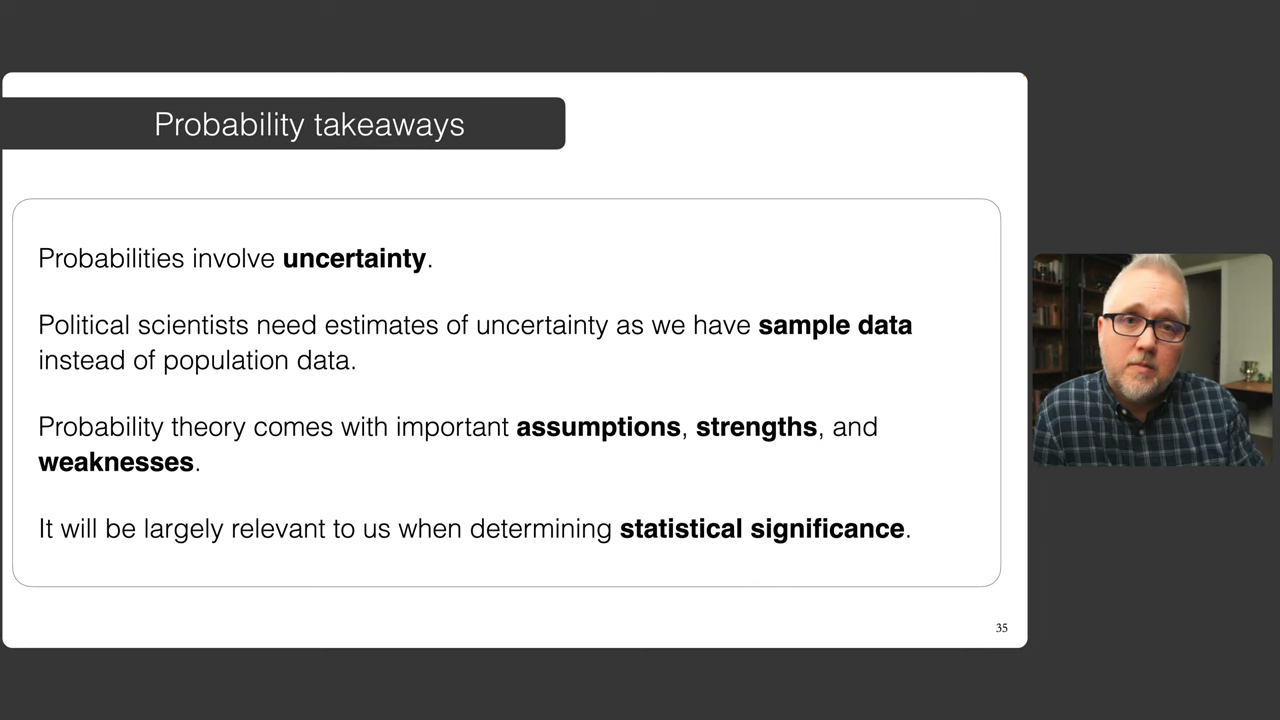 Probability takeaways
Probabilities involve uncertainty.
Political scientists need estimates of uncertainty as we have sample data
instead of population data.
Probability theory comes with important assumptions, strengths, and
weaknesses.
It will be largely relevant to us when determining statistical significance.
35